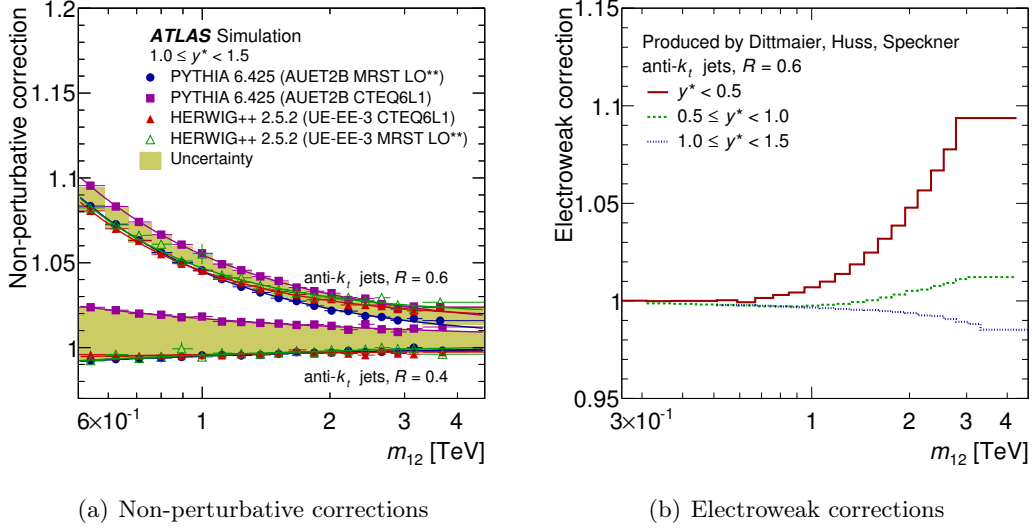 ATLAS Simulation
1.0 ≤ y* < 1.5
PYTHIA 6.425 (AUET2B MRST LO**)
PYTHIA 6.425 (AUET2B CTEQ6L1)
HERWIG++ 2.5.2 (UE-EE-3 CTEQ6L1)
HERWIG++ 2.5.2 (UE-EE-3 MRST LO**)
Uncertainty
anti-kt jets, R = 0.6
anti-kt jets, R = 0.4
Non-perturbative correction
1.2
1.15
1.1
1.05
1
6×10⁻¹
1
2
3
4
m12 [TeV]
(a) Non-perturbative corrections
Produced by Dittmaier, Huss, Speckner
anti-kt jets, R = 0.6
y* < 0.5
0.5 ≤ y* < 1.0
1.0 ≤ y* < 1.5
Electroweak correction
1.15
1.1
1.05
1
0.95
3×10⁻¹
1
2
3
4
m12 [TeV]
(b) Electroweak corrections